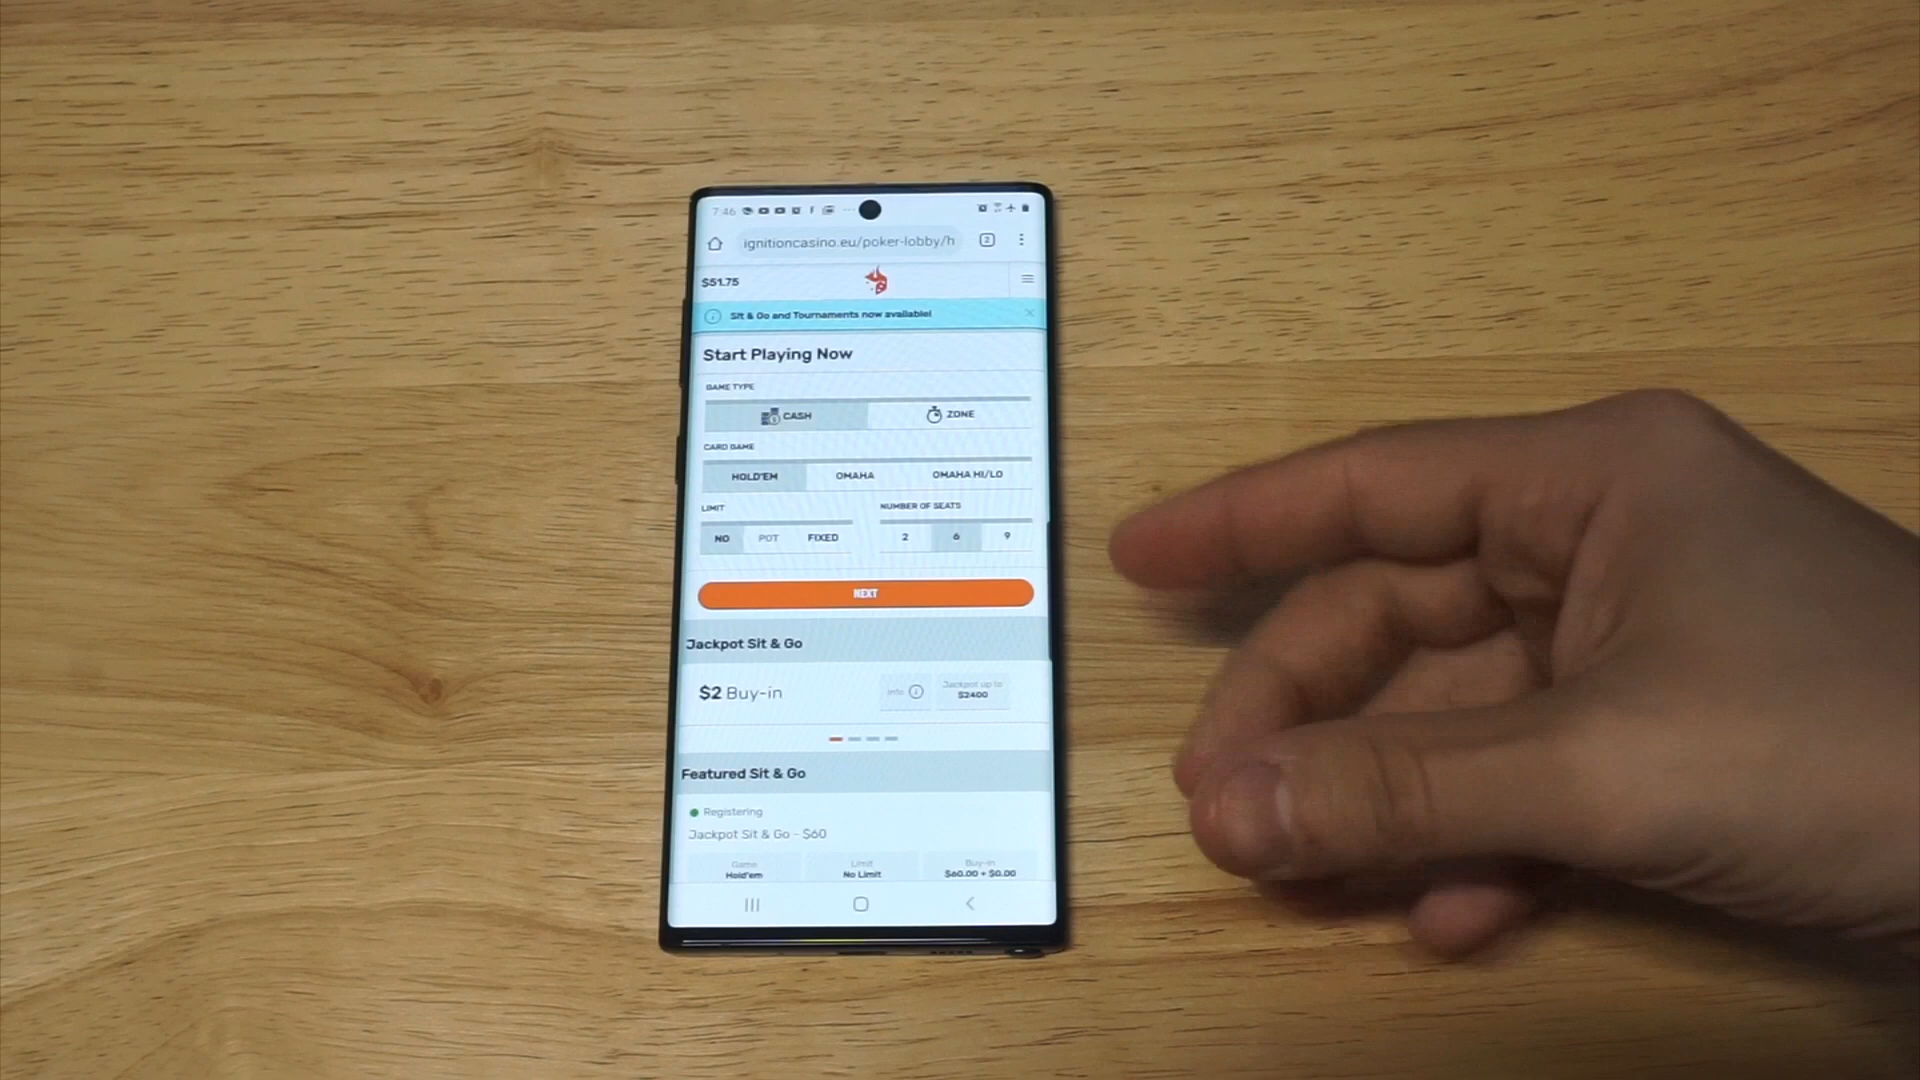 7:46
2
ignitioncasino.eu/poker-lobby/h
$51.75
Sit & Go and Tournaments now available!
Start Playing Now
GAME TYPE
CASH ZONE
CARD GAME
HOLD'EM OMAHA OMAHA HI/LO
LIMIT NUMBER OF SEATS
NO POT FIXED 2 6 9
NEXT
Jackpot Sit & Go
$2 Buy-in Info Jackpot up to
$2400
Featured Sit & Go
Registering
Jackpot Sit & Go - $60
Game Limit Buy-in
Hold'em No Limit $60.00 + $0.00